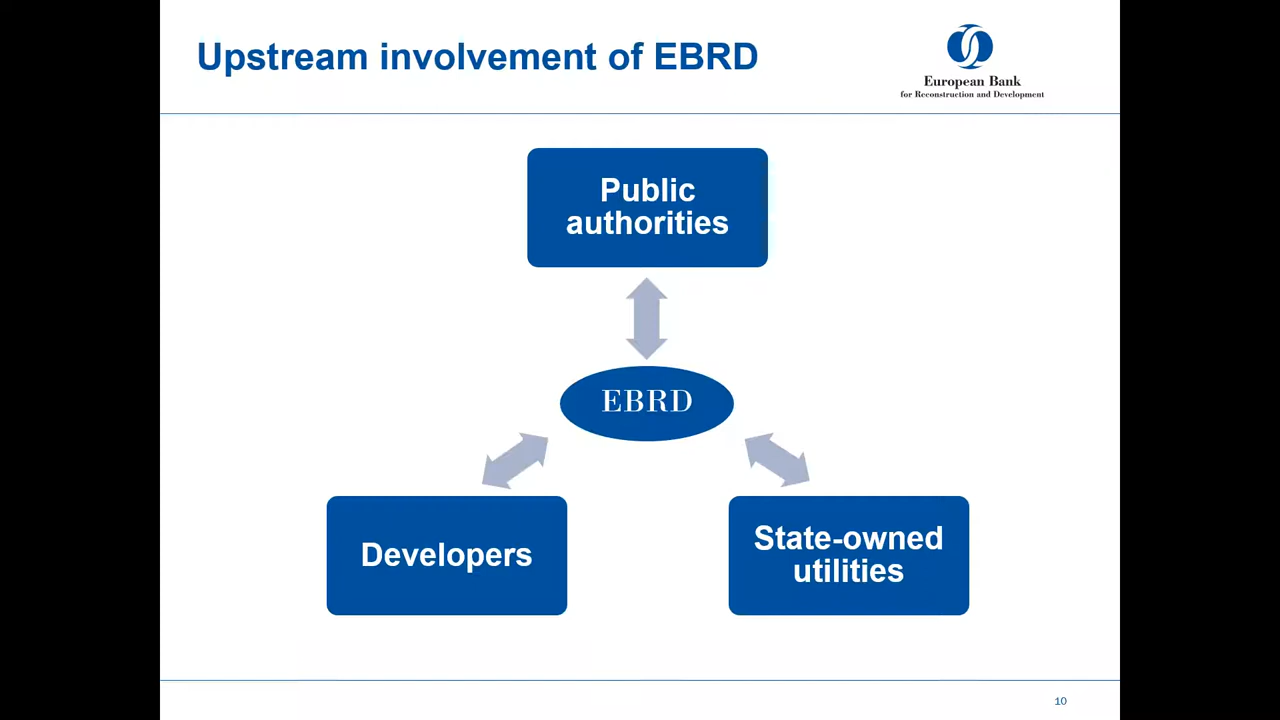 Upstream involvement of EBRD
European Bank
for Reconstruction and Development
Public
authorities
EBRD
Developers
State-owned
utilities
10